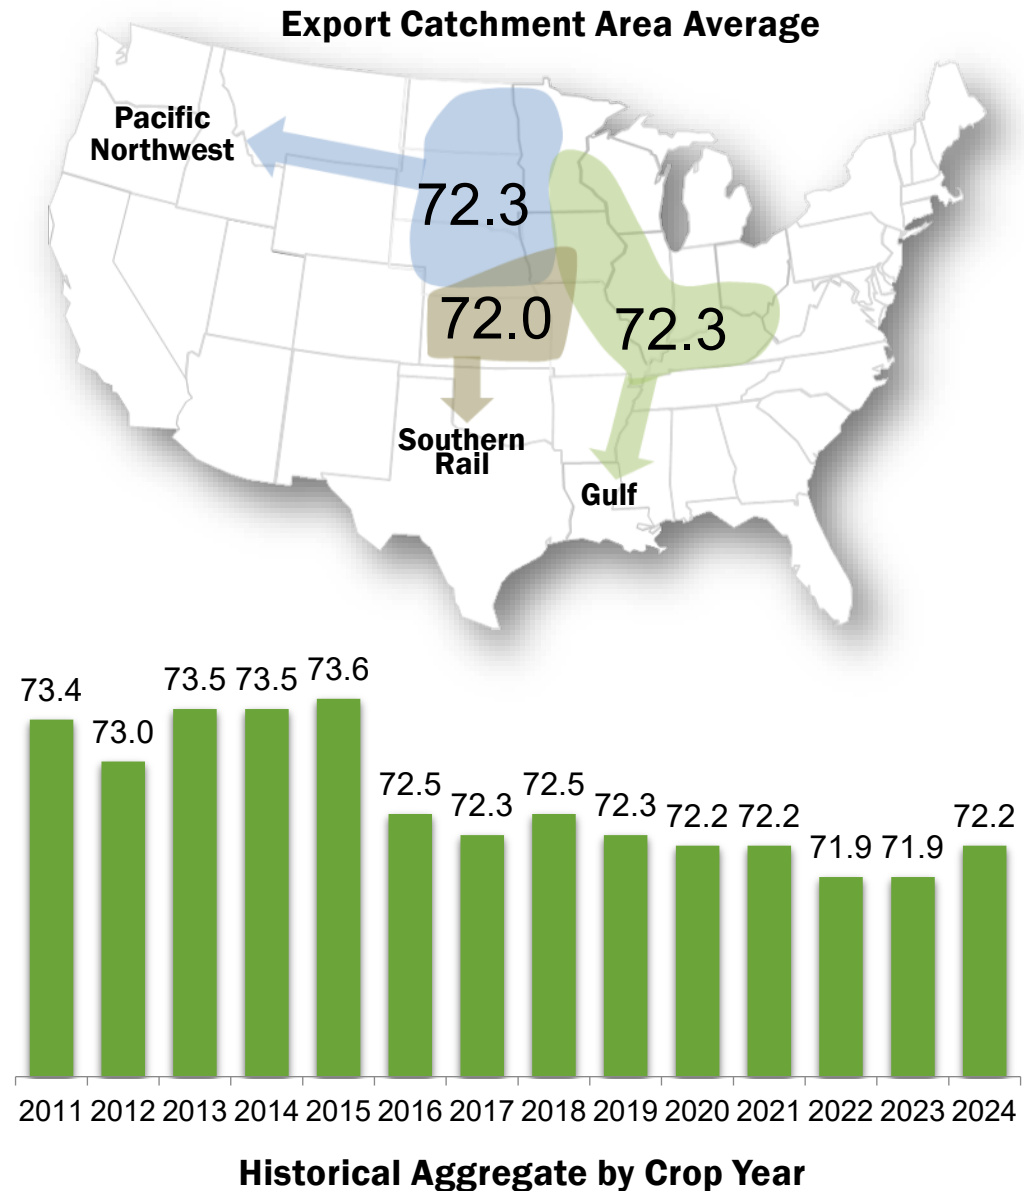 Export Catchment Area Average
Pacific
Northwest
72.3
72.0
72.3
Southern
Rail
Gulf
73.4
73.0
73.5
73.5
73.6
72.5
72.3
72.5
72.3
72.2
72.2
71.9
71.9
72.2
2011 2012 2013 2014 2015 2016 2017 2018 2019 2020 2021 2022 2023 2024
Historical Aggregate by Crop Year